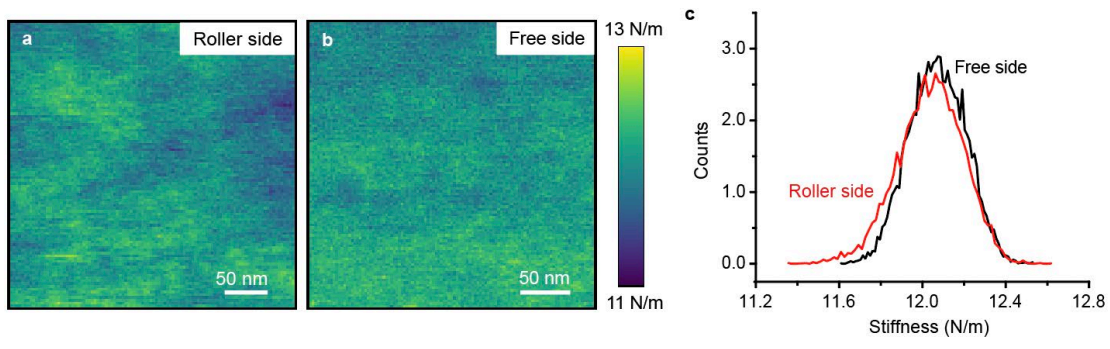 a
Roller side
50 nm
b
Free side
50 nm
13 N/m
11 N/m
c
Counts
3.0
2.0
1.0
0.0
Free side
Roller side
11.2 11.6 12.0 12.4 12.8
Stiffness (N/m)